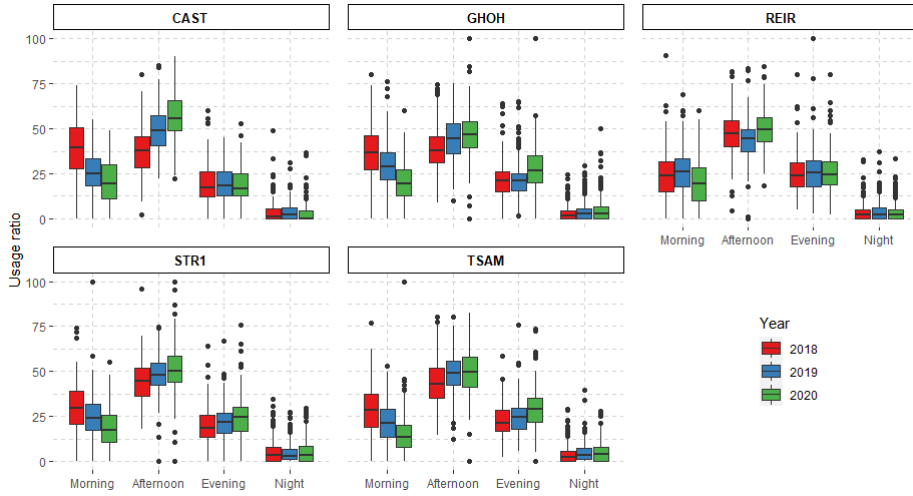 CAST GHOH REIR
100
75
50
25
0
Morning Afternoon Evening Night
STR1 TSAM
Usage ratio
100
75
50
25
0
Morning Afternoon Evening Night Morning Afternoon Evening Night
Year
2018
2019
2020